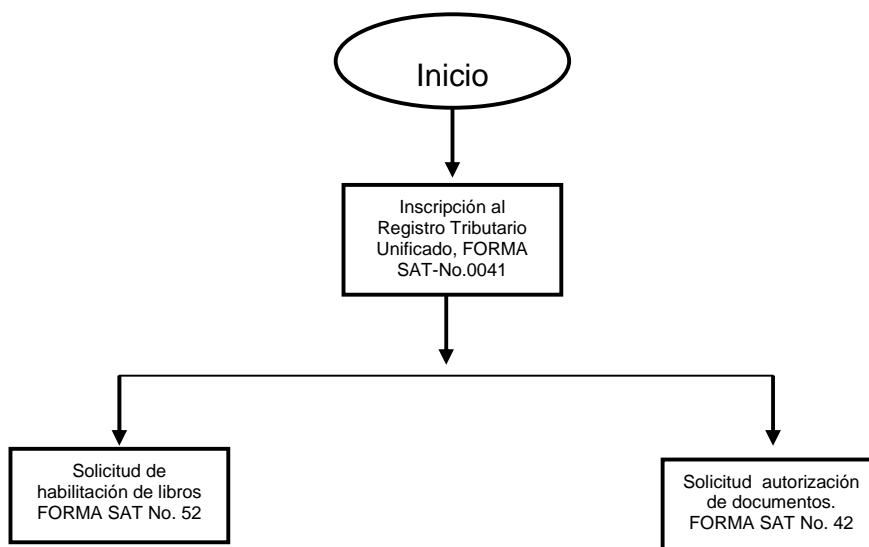 Inicio
Inscripción al
Registro Tributario
Unificado, FORMA
SAT-No.0041
Solicitud de
habilitación de libros
FORMA SAT No. 52
Solicitud autorización
de documentos.
FORMA SAT No. 42